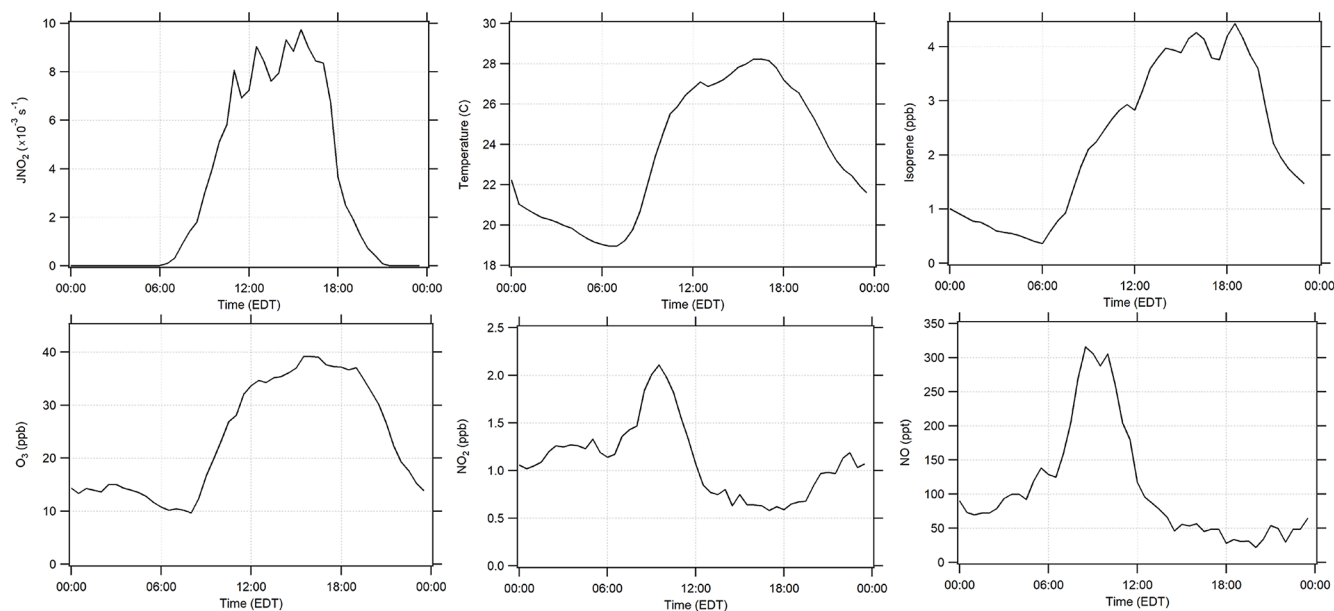 10
8
6
4
2
0
JNO2 (×10-3 s-1)
00:00 06:00 12:00 18:00 00:00
Time (EDT)
30
28
26
24
22
20
18
Temperature (C)
00:00 06:00 12:00 18:00 00:00
Time (EDT)
4
3
2
1
0
Isoprene (ppb)
00:00 06:00 12:00 18:00 00:00
Time (EDT)
40
30
20
10
0
O3 (ppb)
00:00 06:00 12:00 18:00 00:00
Time (EDT)
2.5
2.0
1.5
1.0
0.5
0.0
NO2 (ppb)
00:00 06:00 12:00 18:00 00:00
Time (EDT)
350
300
250
200
150
100
50
0
NO (ppt)
00:00 06:00 12:00 18:00 00:00
Time (EDT)